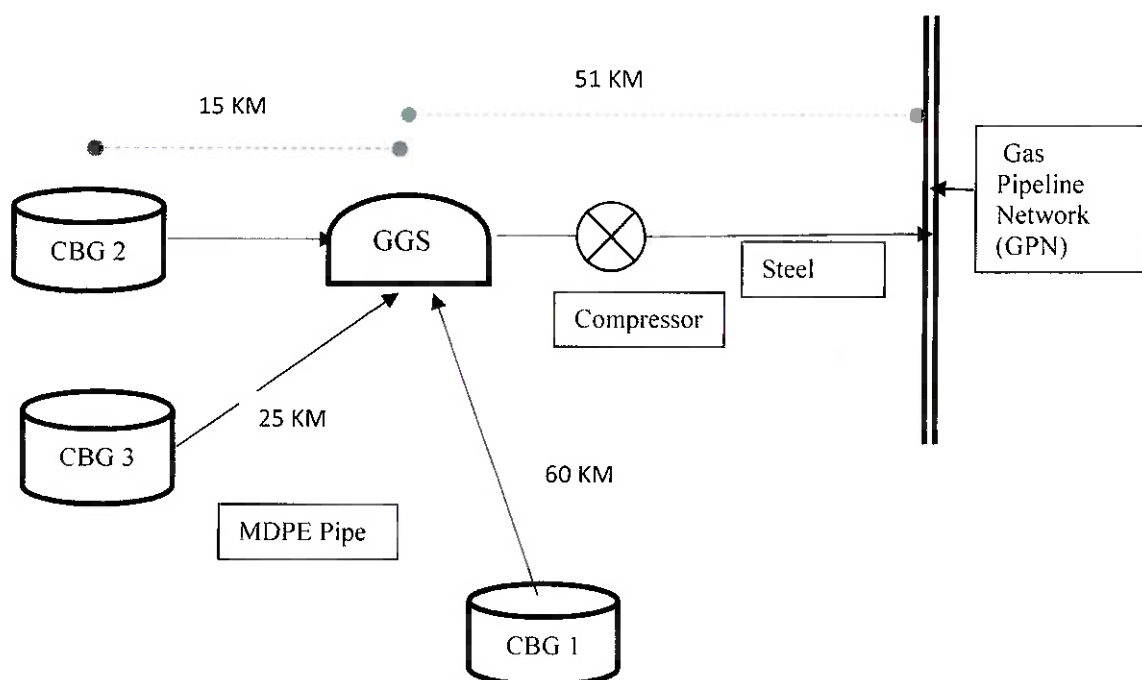 51 KM
15 KM
Gas
Pipeline
Network
(GPN)
CBG 2
GGS
Steel
Compressor
CBG 3
25 KM
60 KM
MDPE Pipe
CBG 1